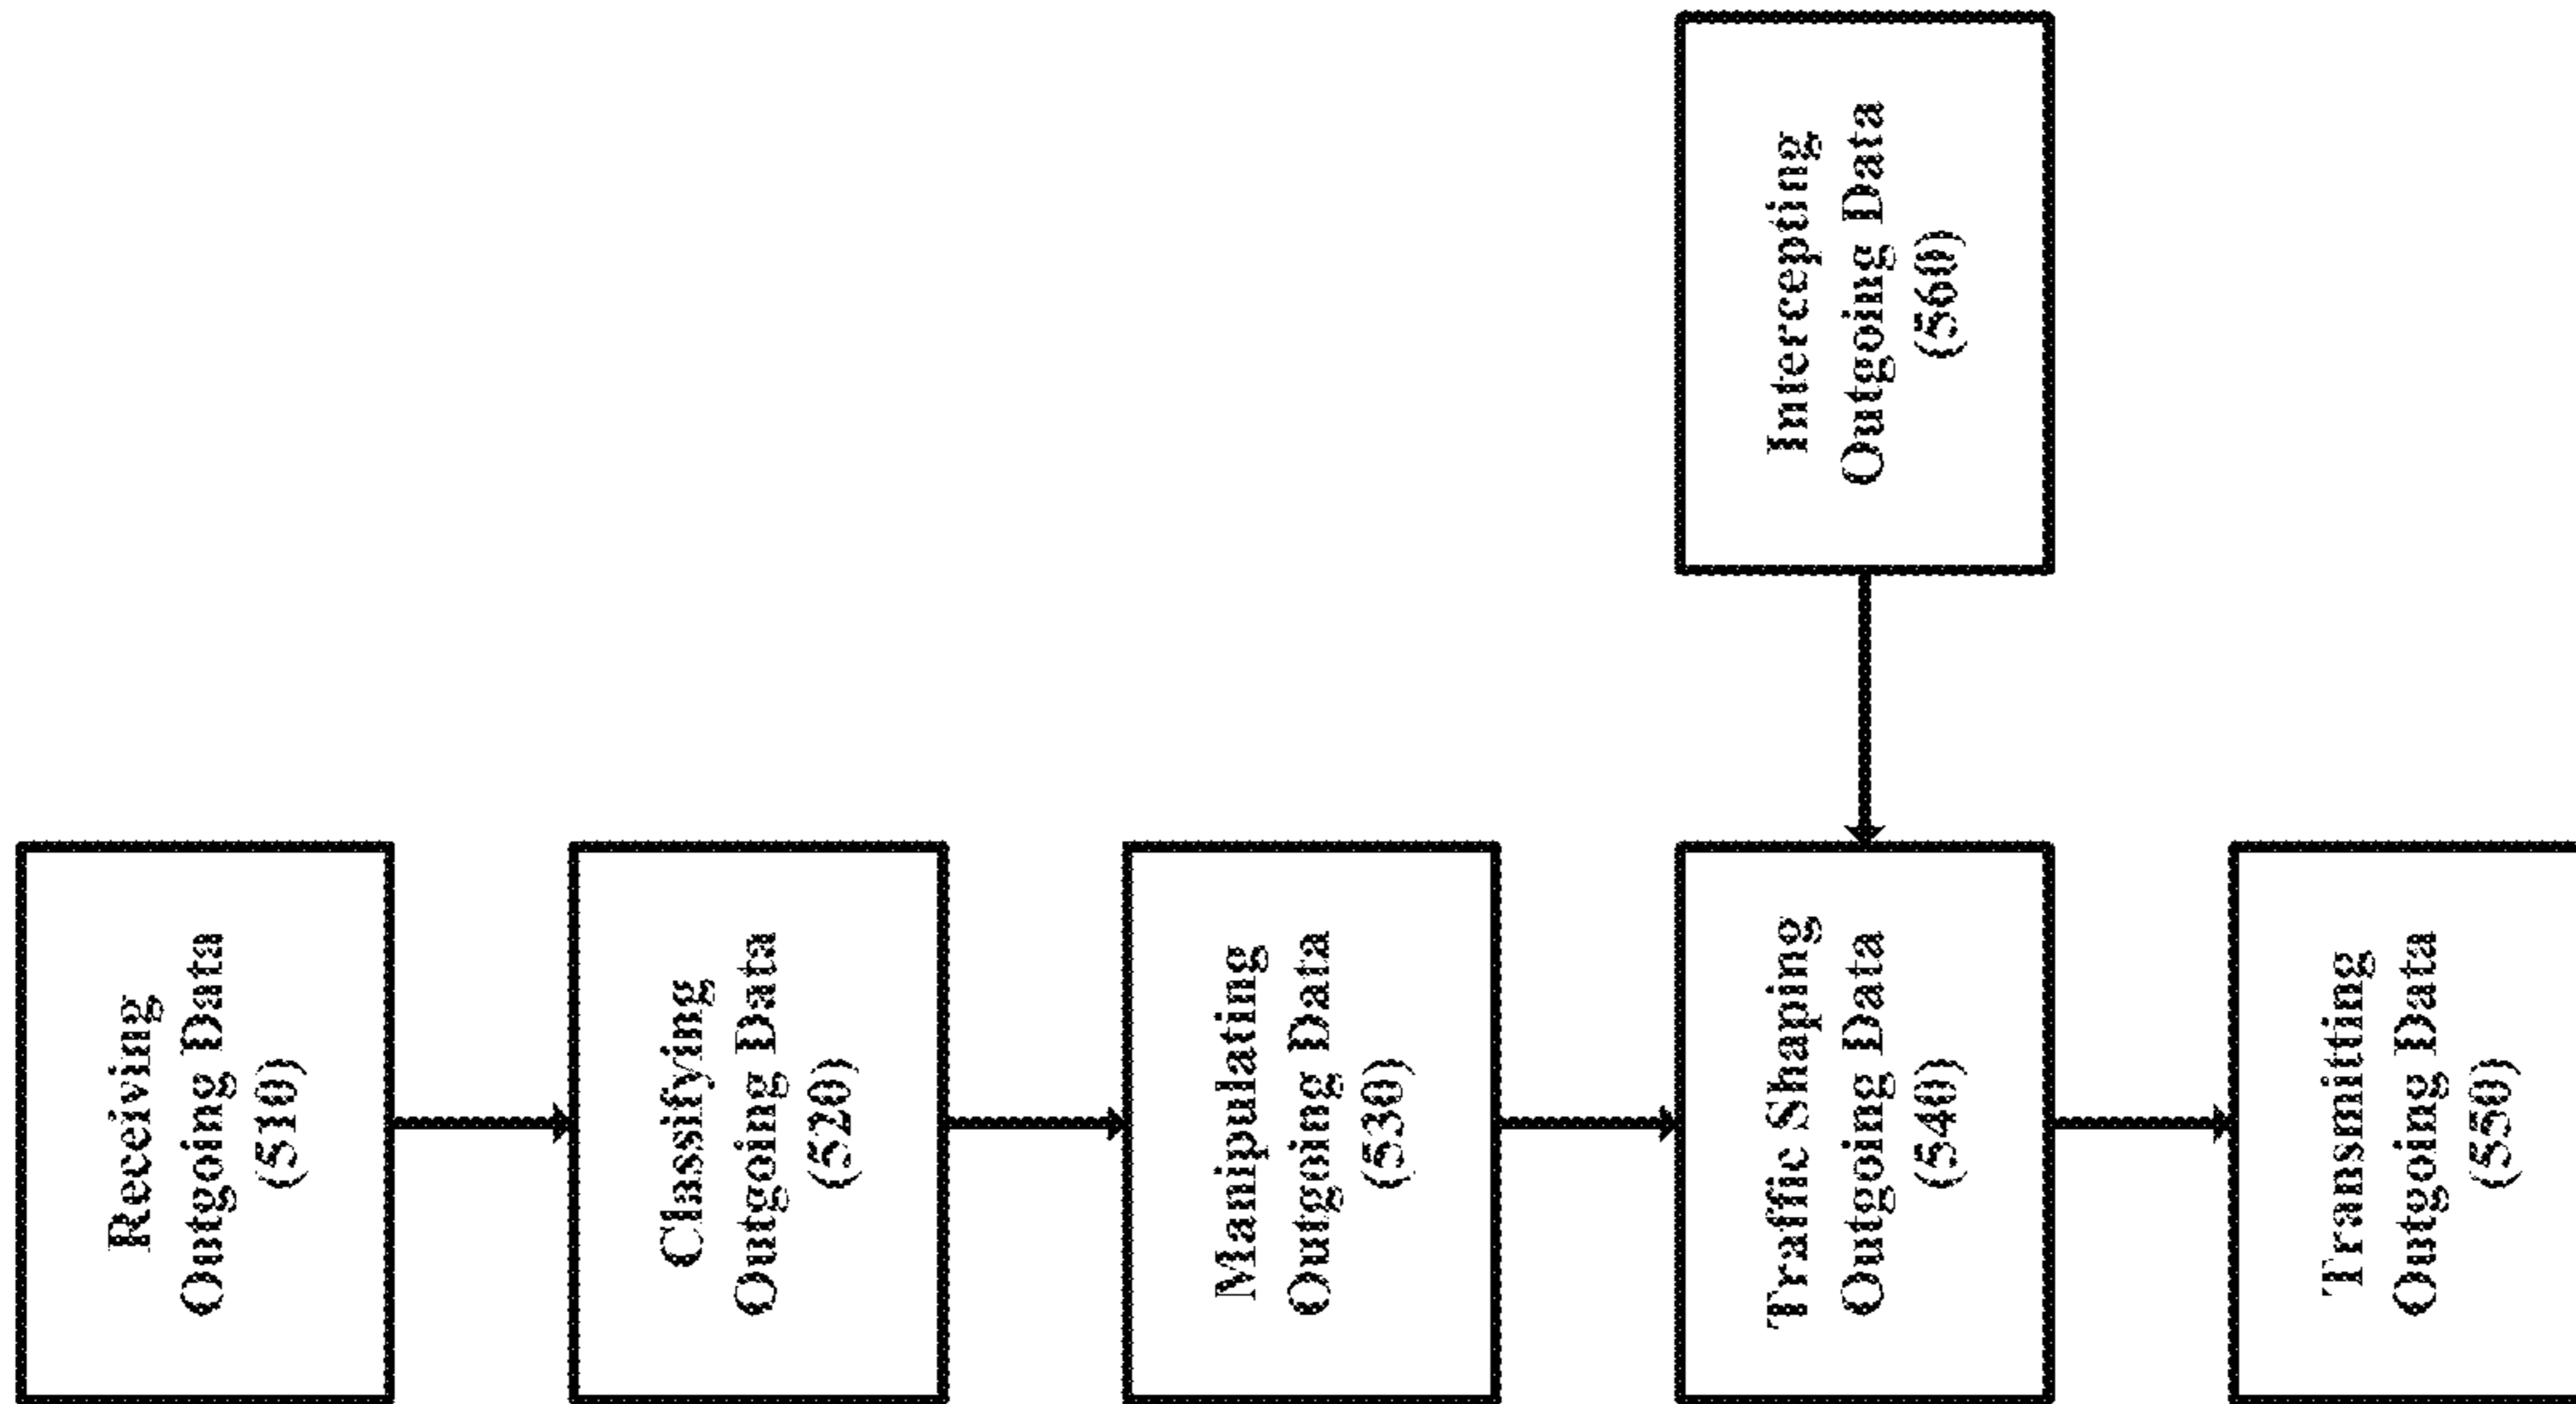 Receiving
Outgoing Data
(510)
Classifying
Outgoing Data
(520)
Manipulating
Outgoing Data
(530)
Traffic Shaping
Outgoing Data
(540)
Intercepting
Outgoing Data
(560)
Transmitting
Outgoing Data
(550)